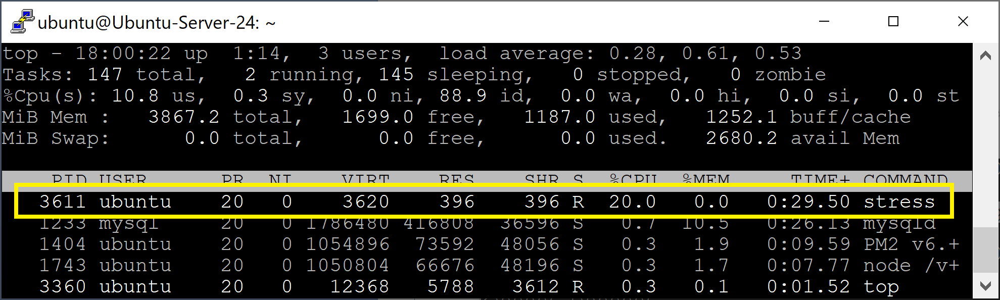 ubuntu@Ubuntu-Server-24: ~
top - 18:00:22 up  1:14,  3 users,  load average: 0.28, 0.61, 0.53
Tasks: 147 total,   2 running, 145 sleeping,   0 stopped,   0 zombie
%Cpu(s): 10.8 us,  0.3 sy,  0.0 ni, 88.9 id,  0.0 wa,  0.0 hi,  0.0 si,  0.0 st
MiB Mem :   3867.2 total,   1699.0 free,   1187.0 used,   1252.1 buff/cache
MiB Swap:      0.0 total,      0.0 free,      0.0 used.   2680.2 avail Mem
PID USER      PR  NI    VIRT    RES    SHR S  %CPU  %MEM     TIME+ COMMAND
3611 ubuntu    20   0    3620    396    396 R  20.0   0.0   0:29.50 stress
1233 mysql     20   0 1786480 416808  36596 S   0.7  10.5   0:26.13 mysqld
1404 ubuntu    20   0 1054896  73592  48056 S   0.3   1.9   0:09.59 PM2 v6.+
1743 ubuntu    20   0 1050804  66676  48196 S   0.3   1.7   0:07.77 node /v+
3360 ubuntu    20   0   12368   5788   3612 R   0.3   0.1   0:01.52 top